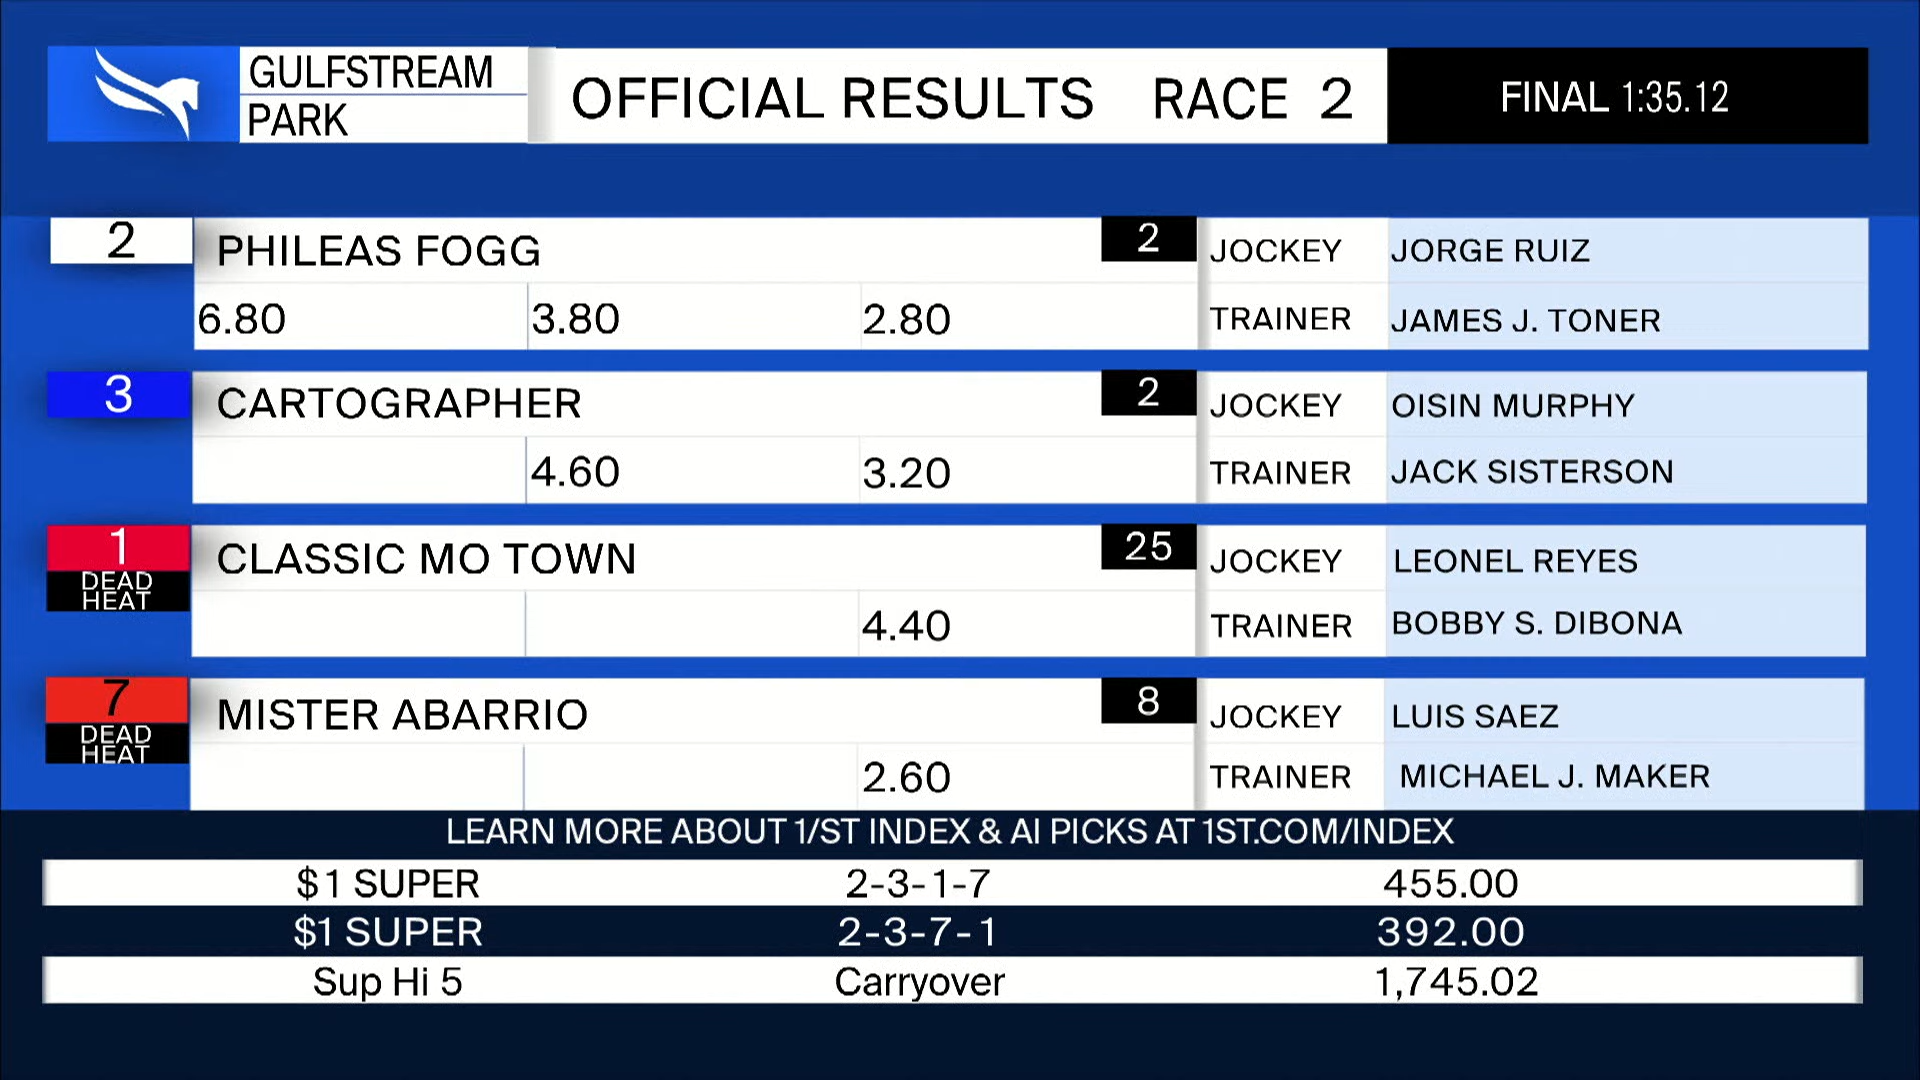 GULFSTREAM
PARK
OFFICIAL RESULTS RACE 2
FINAL 1:35.12
2 PHILEAS FOGG 2 JOCKEY JORGE RUIZ
6.80 3.80 2.80 TRAINER JAMES J. TONER
3 CARTOGRAPHER 2 JOCKEY OISIN MURPHY
4.60 3.20 TRAINER JACK SISTERSON
1 CLASSIC MO TOWN 25 JOCKEY LEONEL REYES
DEAD
HEAT
4.40 TRAINER BOBBY S. DIBONA
7 MISTER ABARRIO 8 JOCKEY LUIS SAEZ
DEAD
HEAT
2.60 TRAINER MICHAEL J. MAKER
LEARN MORE ABOUT 1/ST INDEX & AI PICKS AT 1ST.COM/INDEX
$1 SUPER 2-3-1-7 455.00
$1 SUPER 2-3-7-1 392.00
Sup Hi 5 Carryover 1,745.02